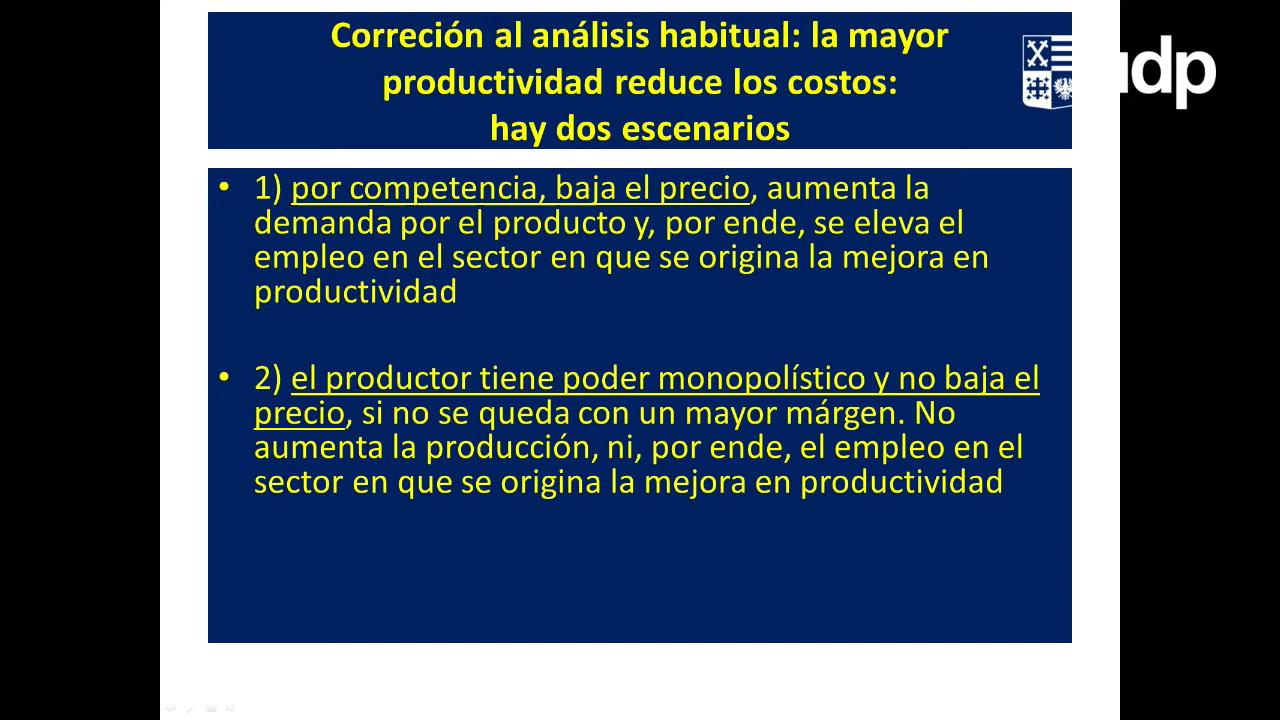 Correción al análisis habitual: la mayor
productividad reduce los costos:
hay dos escenarios
udp
• 1) por competencia, baja el precio, aumenta la
demanda por el producto y, por ende, se eleva el
empleo en el sector en que se origina la mejora en
productividad
• 2) el productor tiene poder monopolístico y no baja el
precio, si no se queda con un mayor márgen. No
aumenta la producción, ni, por ende, el empleo en el
sector en que se origina la mejora en productividad